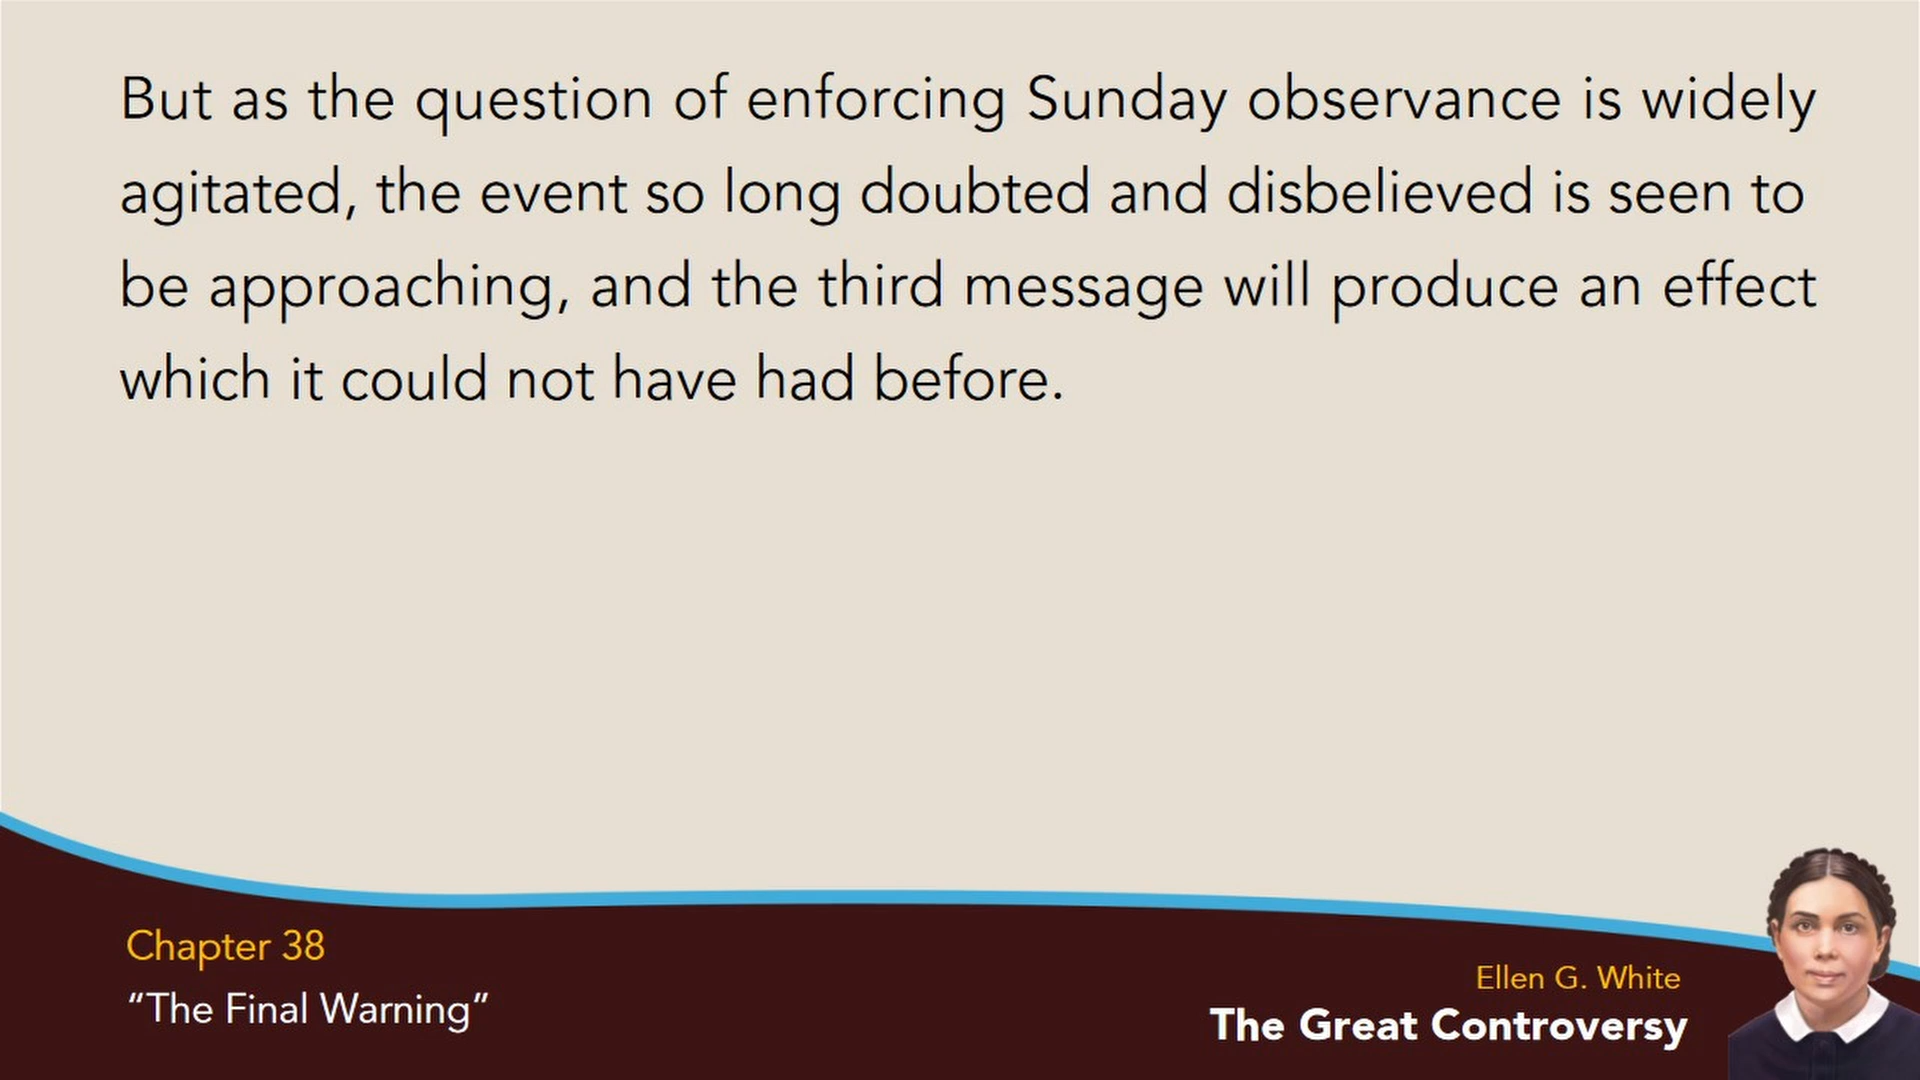 But as the question of enforcing Sunday observance is widely
agitated, the event so long doubted and disbelieved is seen to
be approaching, and the third message will produce an effect
which it could not have had before.
Chapter 38
“The Final Warning”
Ellen G. White
The Great Controversy